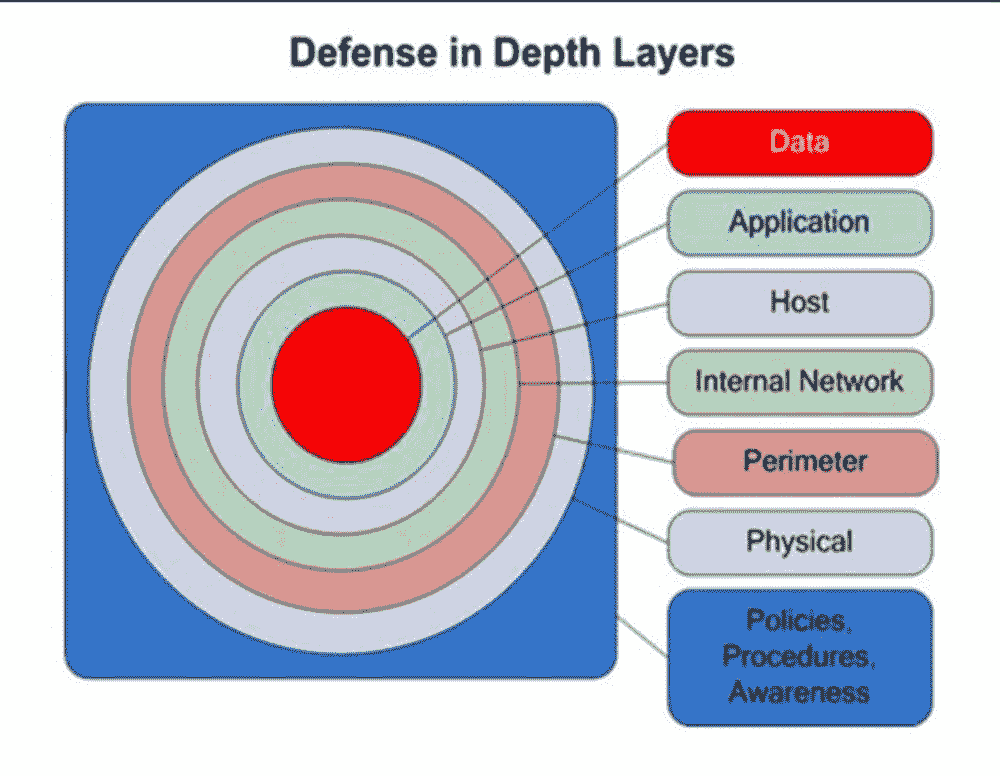 Defense in Depth Layers
Data
Application
Host
Internal Network
Perimeter
Physical
Policies,
Procedures,
Awareness